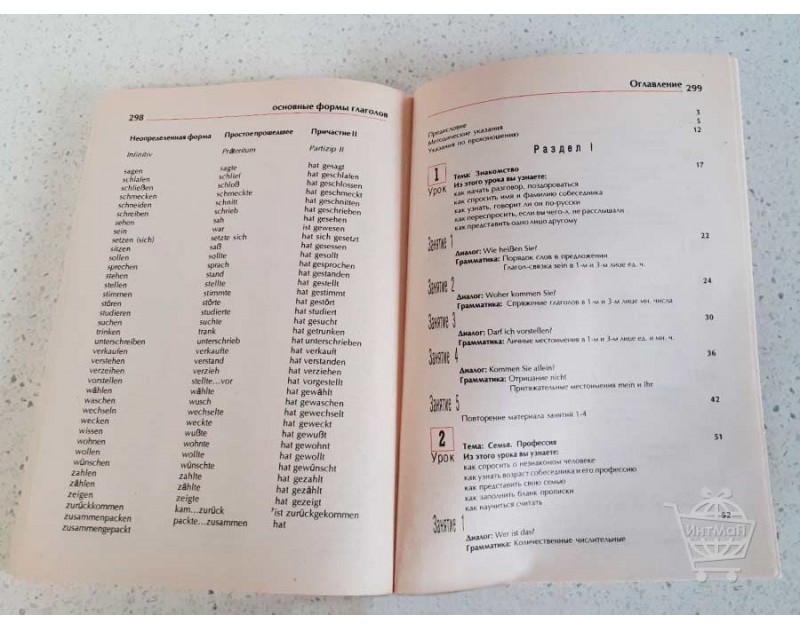 298 основные формы глаголов
Неопределенная форма Простое прошедшее Причастие II
Infinitiv Präteritum Partizip II
sagen sagte hat gesagt
schlafen schlief hat geschlafen
schließen schloß hat geschlossen
schmecken schmeckte hat geschmeckt
schneiden schnitt hat geschnitten
schreiben schrieb hat geschrieben
sehen sah hat gesehen
sein war ist gewesen
setzen (sich) setzte sich hat sich gesetzt
sitzen saß hat gesessen
sollen sollte hat gesollt
sprechen sprach hat gesprochen
stehen stand hat gestanden
stellen stellte hat gestellt
stimmen stimmte hat gestimmt
stören störte hat gestört
studieren studierte hat studiert
suchen suchte hat gesucht
trinken trank hat getrunken
unterschreiben unterschrieb hat unterschrieben
verkaufen verkaufte hat verkauft
verstehen verstand hat verstanden
verzeihen verzieh hat verziehen
vorstellen stellte...vor hat vorgestellt
wählen wählte hat gewählt
waschen wusch hat gewaschen
wechseln wechselte hat gewechselt
wecken weckte hat geweckt
wissen wußte hat gewußt
wohnen wohnte hat gewohnt
wollen wollte hat gewollt
wünschen wünschte hat gewünscht
zahlen zahlte hat gezahlt
zählen zählte hat gezählt
zeigen zeigte hat gezeigt
zurückkommen kam...zurück ist zurückgekommen
zusammenpacken packte...zusammen hat
zusammengepackt
Оглавление 299
Предисловие 3
Методические указания 5
Указания по произношению 12
Раздел I
1 Тема: Знакомство 17
Урок Из этого урока вы узнаете:
как начать разговор, поздороваться
как спросить имя и фамилию собеседника
как узнать, говорит ли он по-русски
как переспросить, если вы чего-л. не расслышали
как представить одно лицо другому
Занятие 1 22
Диалог: Wie heißen Sie?
Грамматика: Порядок слов в предложении
Глагол-связка sein в 1-м и 3-м лице ед. ч.
Занятие 2 24
Диалог: Woher kommen Sie?
Грамматика: Спряжение глаголов в 1-м и 3-м лице мн. числа
Занятие 3 30
Диалог: Darf ich vorstellen?
Грамматика: Личные местоимения в 1-м и 3-м лице ед. и мн. ч.
Занятие 4 36
Диалог: Kommen Sie allein?
Грамматика: Отрицание nicht
Притяжательные местоимения mein и Ihr
Занятие 5 42
Повторение материала занятий 1-4
2 Тема: Семья. Профессия 51
Урок Из этого урока вы узнаете:
как спросить о незнакомом человеке
как узнать возраст собеседника и его профессию
как представить свою семью
как заполнить бланк прописки
как научиться считать
Занятие 1 52
Диалог: Wer ist das?
Грамматика: Количественные числительные
ИнтМаЙ